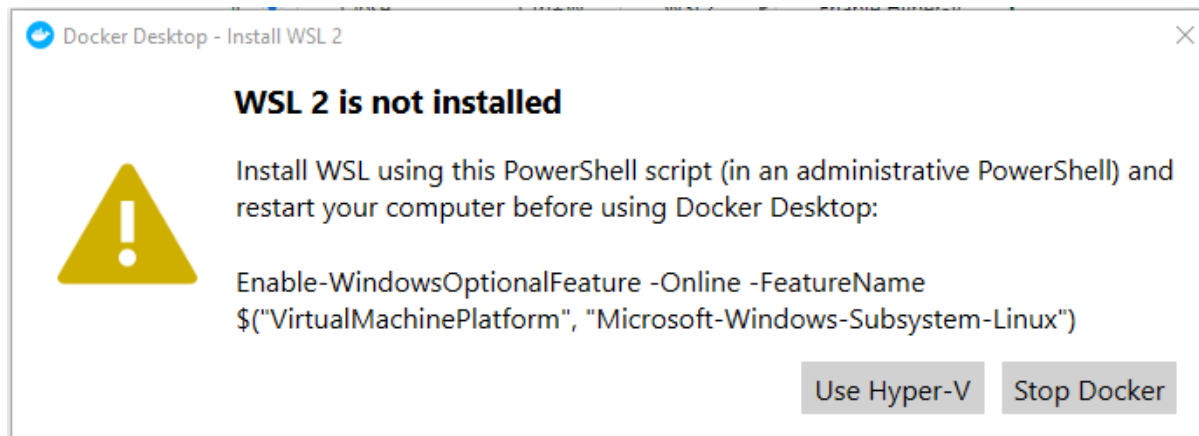 Docker Desktop - Install WSL 2
WSL 2 is not installed
Install WSL using this PowerShell script (in an administrative PowerShell) and
restart your computer before using Docker Desktop:
Enable-WindowsOptionalFeature -Online -FeatureName
$("VirtualMachinePlatform", "Microsoft-Windows-Subsystem-Linux")
Use Hyper-V Stop Docker